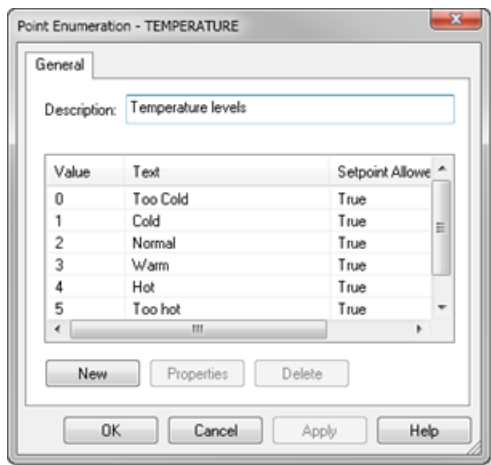 Point Enumeration - TEMPERATURE
General
Description: Temperature levels
Value Text Setpoint Allowe
0 Too Cold True
1 Cold True
2 Normal True
3 Warm True
4 Hot True
5 Too hot True
New Properties Delete
OK Cancel Apply Help